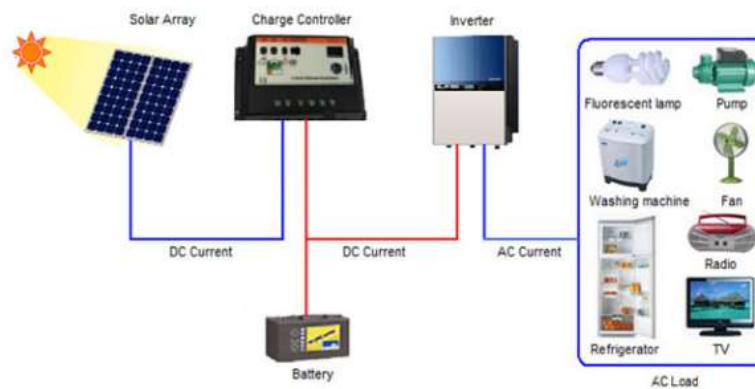 Solar Array
Charge Controller
Inverter
Fluorescent lamp
Pump
Washing machine
Fan
DC Current
DC Current
AC Current
Radio
Refrigerator
TV
Battery
AC Load